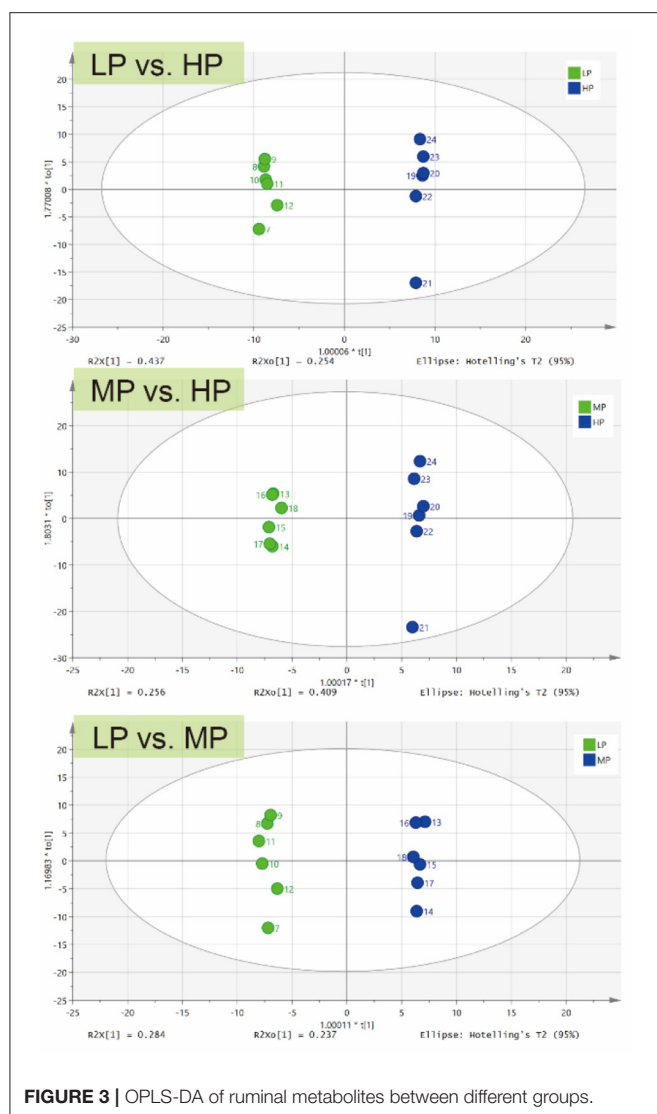 LP vs. HP
LP
HP
20
15
10
5
0
-5
-10
-15
-20
-25
1.77008 * to[1]
24
23
20
19
22
21
9
8
10
11
12
7
-30 -20 -10 0 10 20
1.00006 * t[1]
R2X[1] = 0.437 R2Xo[1] = 0.254 Ellipse: Hotelling's T2 (95%)
MP vs. HP
MP
HP
20
10
0
-10
-20
-30
1.8031 * to[1]
24
23
20
19
22
21
16 13
18
15
17 14
-25 -20 -15 -10 -5 0 5 10 15 20
1.00017 * t[1]
R2X[1] = 0.256 R2Xo[1] = 0.409 Ellipse: Hotelling's T2 (95%)
LP vs. MP
LP
MP
20
15
10
5
0
-5
-10
-15
-20
-25
1.16983 * to[1]
9
8
11
10
12
7
16 13
18
15
17
14
-25 -20 -15 -10 -5 0 5 10 15 20
1.00011 * t[1]
R2X[1] = 0.284 R2Xo[1] = 0.237 Ellipse: Hotelling's T2 (95%)
FIGURE 3 | OPLS-DA of ruminal metabolites between different groups.